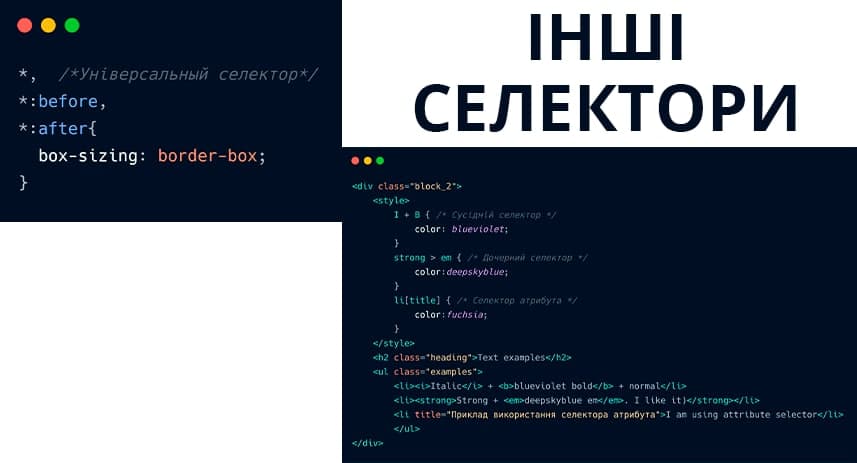 *,  /*Універсальный селектор*/
*:before,
*:after{
  box-sizing: border-box;
}
ІНШІ
СЕЛЕКТОРИ
<div class="block_2">
    <style>
        I + B { /* Сусідній селектор */
            color: blueviolet;
        }
        strong > em { /* Дочерний селектор */
            color:deepskyblue;
        }
        li[title] { /* Селектор атрибута */
            color:fuchsia;
        }
    </style>
    <h2 class="heading">Text examples</h2>
    <ul class="examples">
        <li><i>Italic</i> + <b>blueviolet bold</b> + normal</li>
        <li><strong>Strong + <em>deepskyblue em</em>. I like it)</strong></li>
        <li title="Приклад використання селектора атрибута">I am using attribute selector</li>
        </ul>
</div>